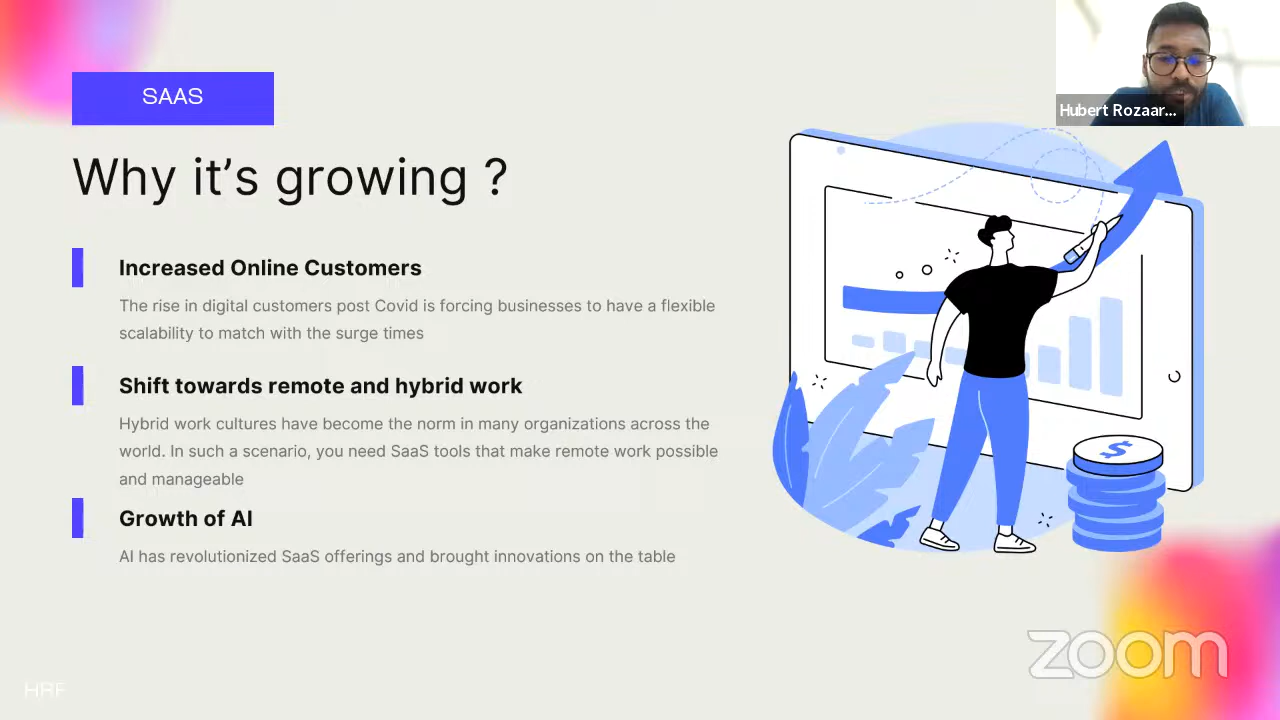 SAAS
Hubert Rozaar...
Why it’s growing ?
Increased Online Customers
The rise in digital customers post Covid is forcing businesses to have a flexible
scalability to match with the surge times
Shift towards remote and hybrid work
Hybrid work cultures have become the norm in many organizations across the
world. In such a scenario, you need SaaS tools that make remote work possible
and manageable
Growth of AI
AI has revolutionized SaaS offerings and brought innovations on the table
$
zoom
HRF